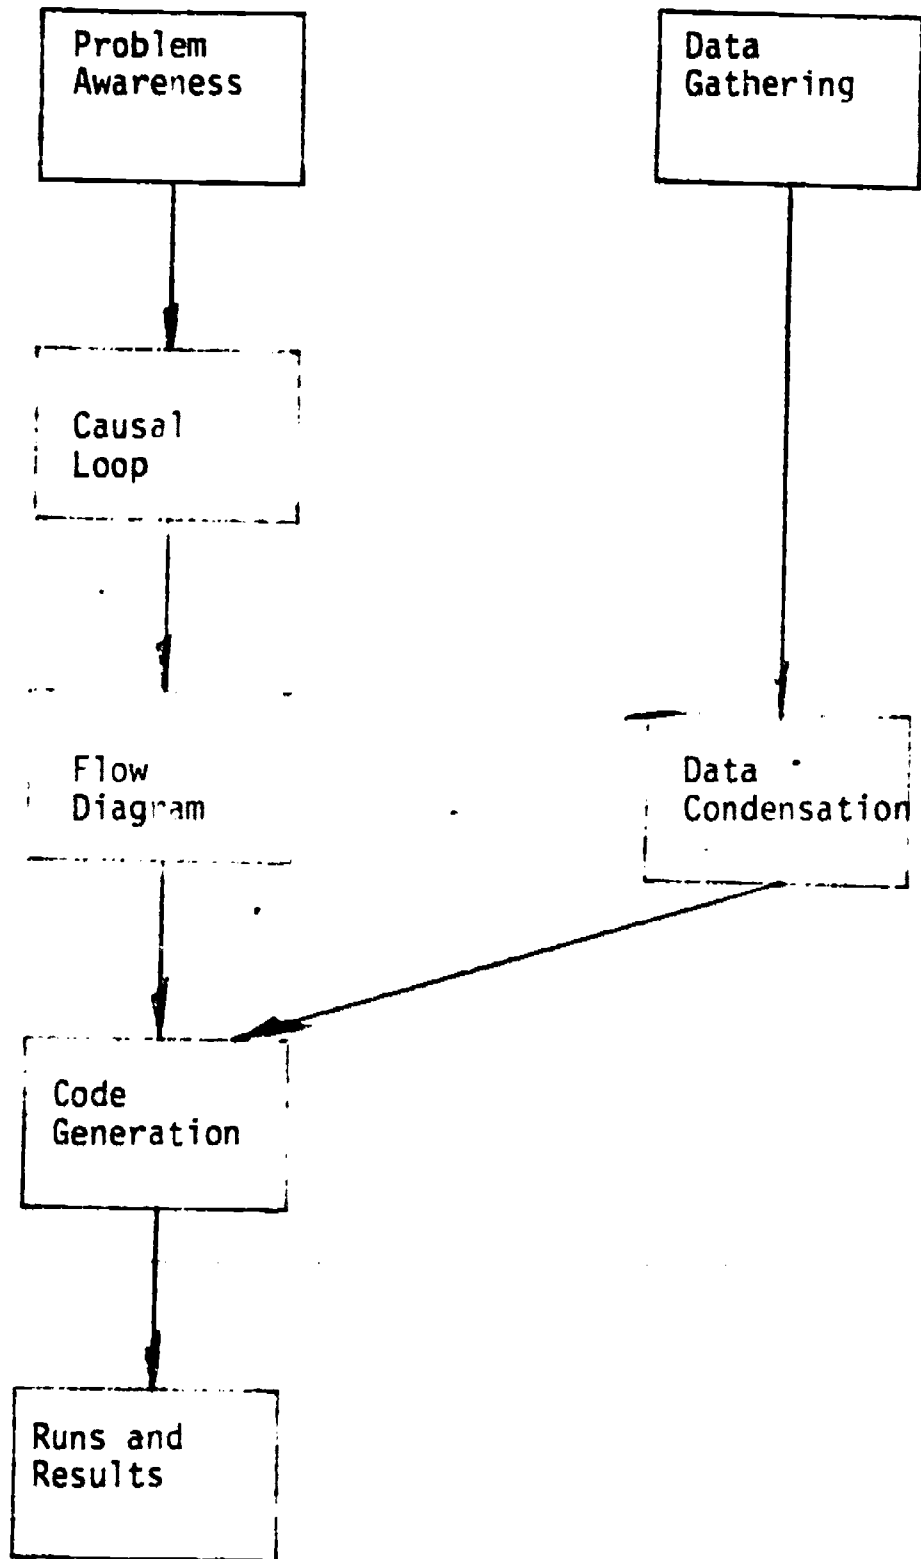 Problem
Awareness
Data
Gathering
Causal
Loop
Flow
Diagram
Data
Condensation
Code
Generation
Runs and
Results